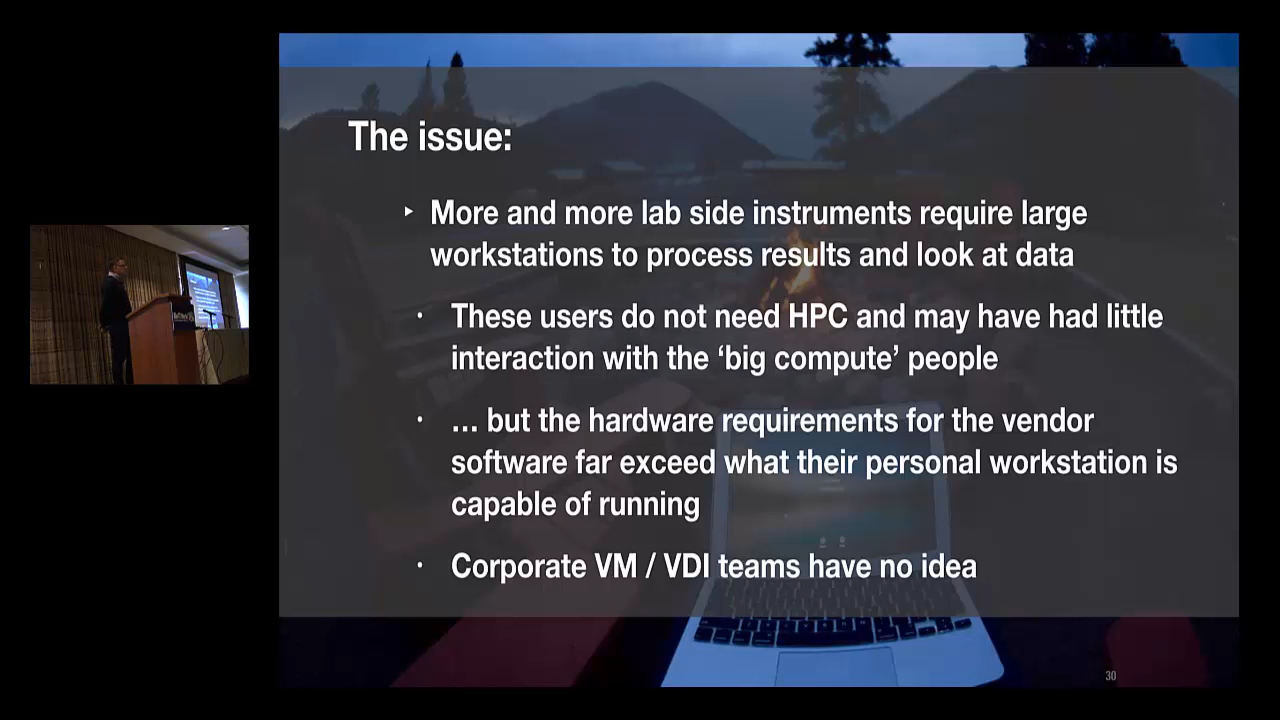 The issue:
‣ More and more lab side instruments require large
workstations to process results and look at data
· These users do not need HPC and may have had little
interaction with the ‘big compute’ people
· … but the hardware requirements for the vendor
software far exceed what their personal workstation is
capable of running
· Corporate VM / VDI teams have no idea
30